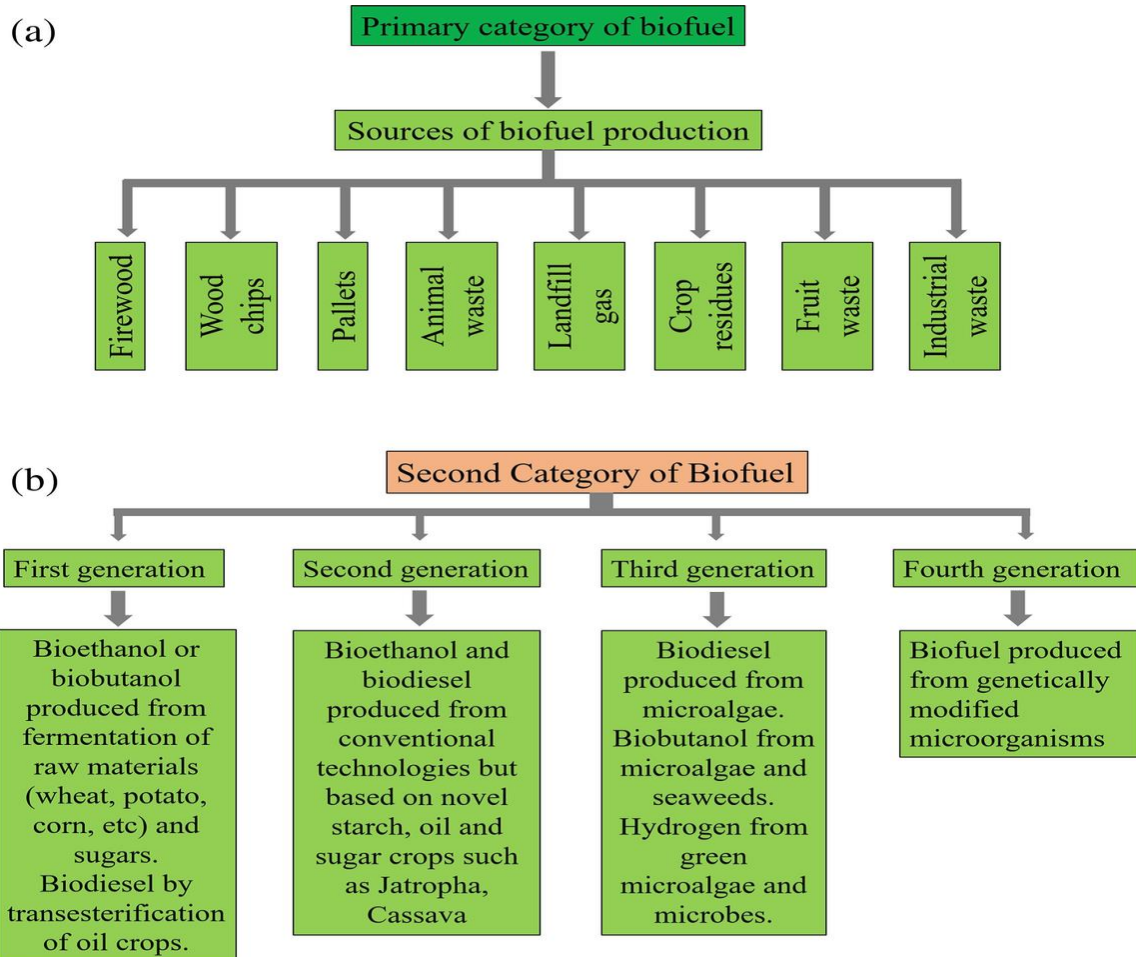 (a)
Primary category of biofuel
Sources of biofuel production
Firewood
Wood
chips
Pallets
Animal
waste
Landfill
gas
Crop
residues
Fruit
waste
Industrial
waste
(b)
Second Category of Biofuel
First generation
Second generation
Third generation
Fourth generation
Bioethanol or
biobutanol
produced from
fermentation of
raw materials
(wheat, potato,
corn, etc) and
sugars.
Biodiesel by
transesterification
of oil crops.
Bioethanol and
biodiesel
produced from
conventional
technologies but
based on novel
starch, oil and
sugar crops such
as Jatropha,
Cassava
Biodiesel
produced from
microalgae.
Biobutanol from
microalgae and
seaweeds.
Hydrogen from
green
microalgae and
microbes.
Biofuel produced
from genetically
modified
microorganisms